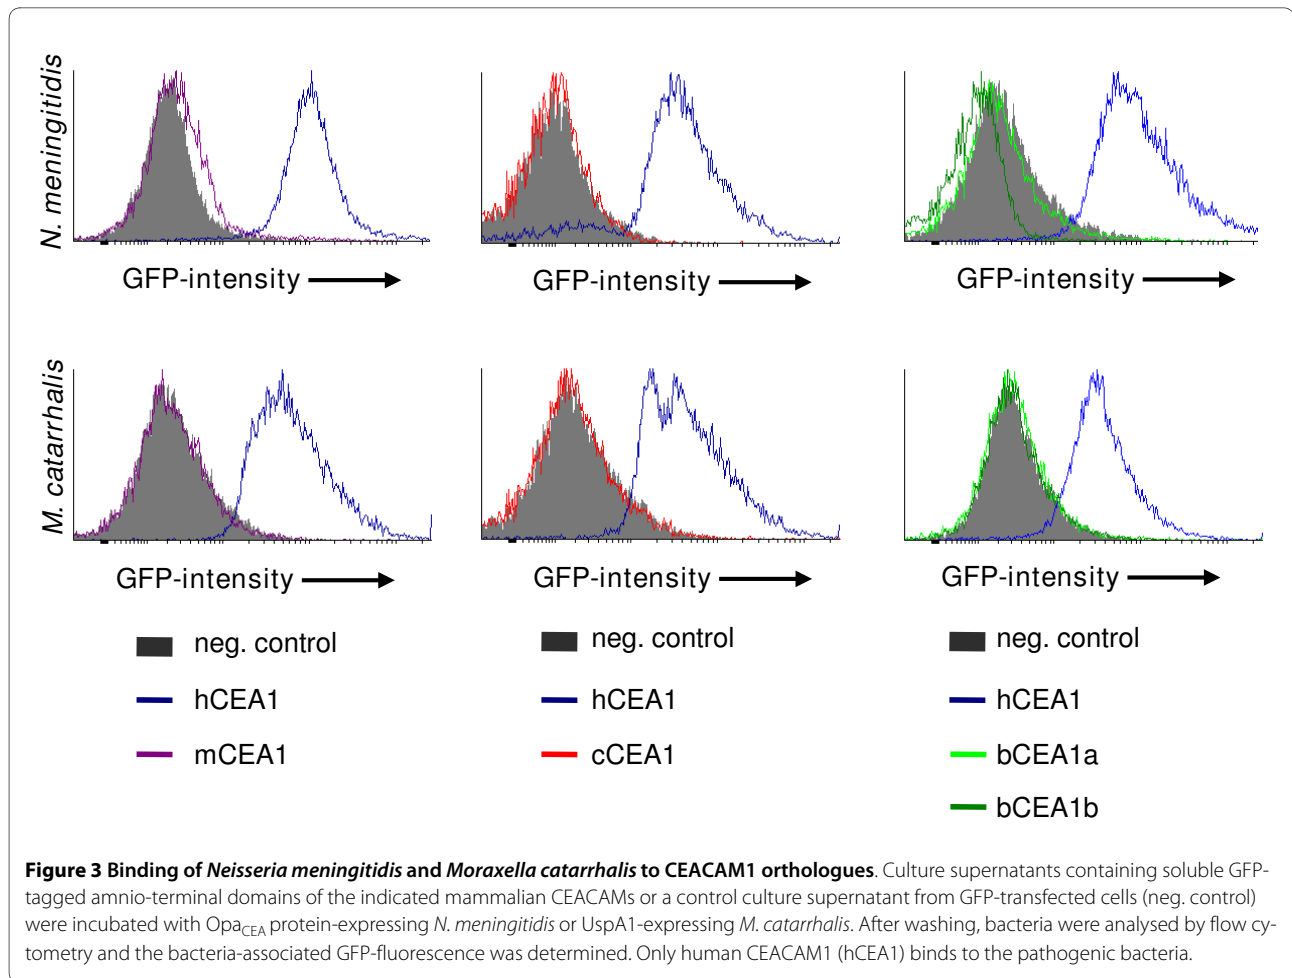 N. meningitidis
GFP-intensity
GFP-intensity
GFP-intensity
M. catarrhalis
GFP-intensity
GFP-intensity
GFP-intensity
neg. control
hCEA1
mCEA1
neg. control
hCEA1
cCEA1
neg. control
hCEA1
bCEA1a
bCEA1b
Figure 3 Binding of Neisseria meningitidis and Moraxella catarrhalis to CEACAM1 orthologues. Culture supernatants containing soluble GFP-
tagged amnio-terminal domains of the indicated mammalian CEACAMs or a control culture supernatant from GFP-transfected cells (neg. control)
were incubated with OpaCEA protein-expressing N. meningitidis or UspA1-expressing M. catarrhalis. After washing, bacteria were analysed by flow cy-
tometry and the bacteria-associated GFP-fluorescence was determined. Only human CEACAM1 (hCEA1) binds to the pathogenic bacteria.